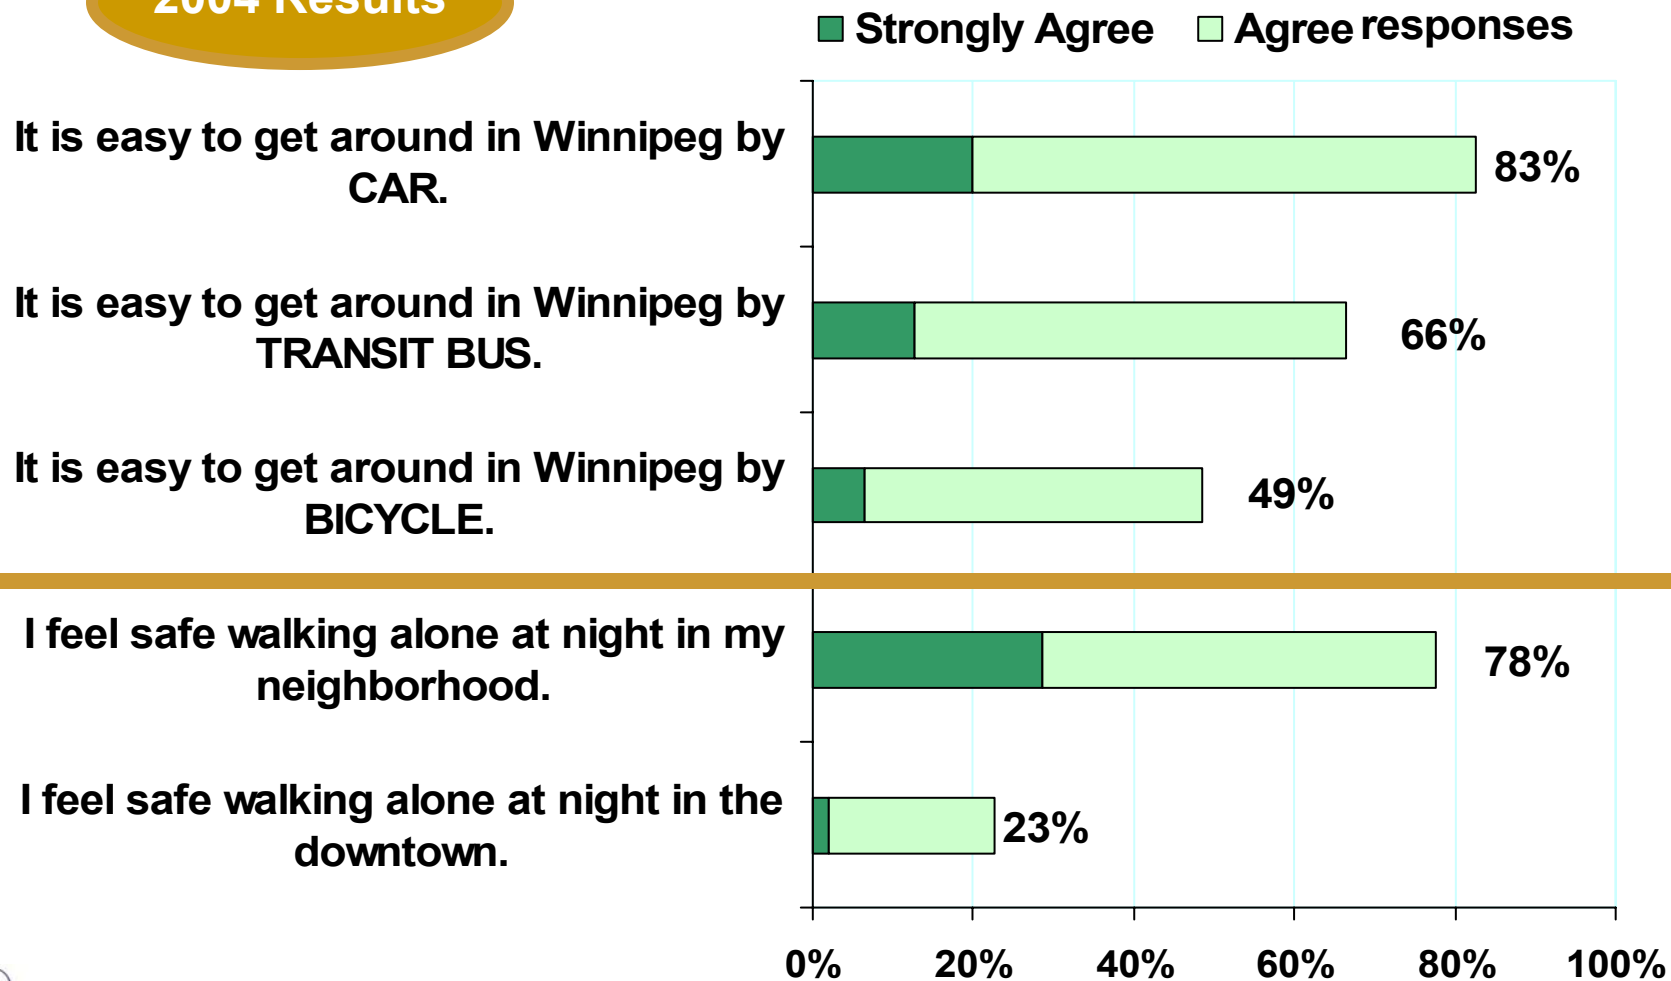 2004 Results
Strongly Agree Agree responses
It is easy to get around in Winnipeg by
CAR.
83%
It is easy to get around in Winnipeg by
TRANSIT BUS.
66%
It is easy to get around in Winnipeg by
BICYCLE.
49%
I feel safe walking alone at night in my
neighborhood.
78%
I feel safe walking alone at night in the
downtown.
23%
0% 20% 40% 60% 80% 100%